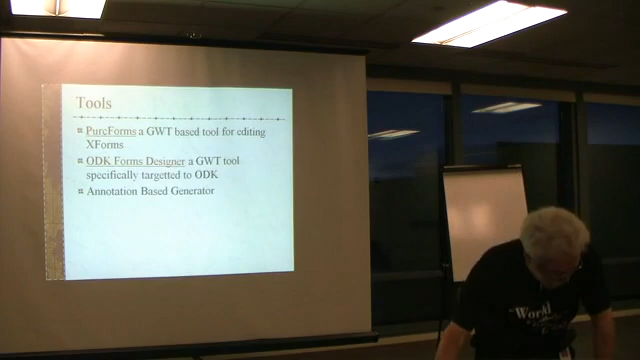 Tools
PurcForms a GWT based tool for editing
XForms
ODK Forms Designer a GWT tool
specifically targetted to ODK
Annotation Based Generator
World